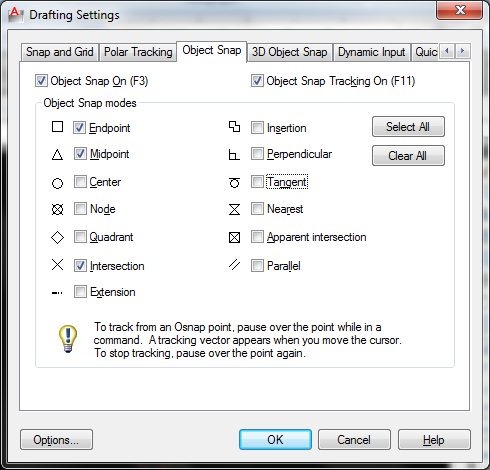 Drafting Settings
Snap and Grid
Polar Tracking
Object Snap
3D Object Snap
Dynamic Input
Quic
Object Snap On (F3)
Object Snap Tracking On (F11)
Object Snap modes
Endpoint
Insertion
Select All
Midpoint
Perpendicular
Clear All
Center
Tangent
Node
Nearest
Quadrant
Apparent intersection
Intersection
Parallel
Extension
To track from an Osnap point, pause over the point while in a
command. A tracking vector appears when you move the cursor.
To stop tracking, pause over the point again.
Options...
OK
Cancel
Help